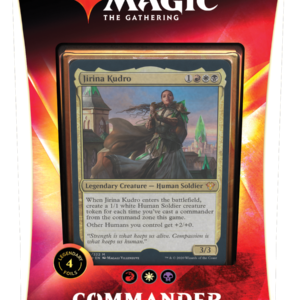 MAGIC
THE GATHERING
Jirina Kudro
Legendary Creature — Human Soldier
When Jirina Kudro enters the battlefield,
create a 1/1 white Human Soldier creature
token for each time you've cast a commander
from the command zone this game.
Other Humans you control get +2/+0.
"Strength is what keeps us alive. Compassion is
what keeps us human."
3/3
LEGENDARY
4
FOILS
COMMANDER